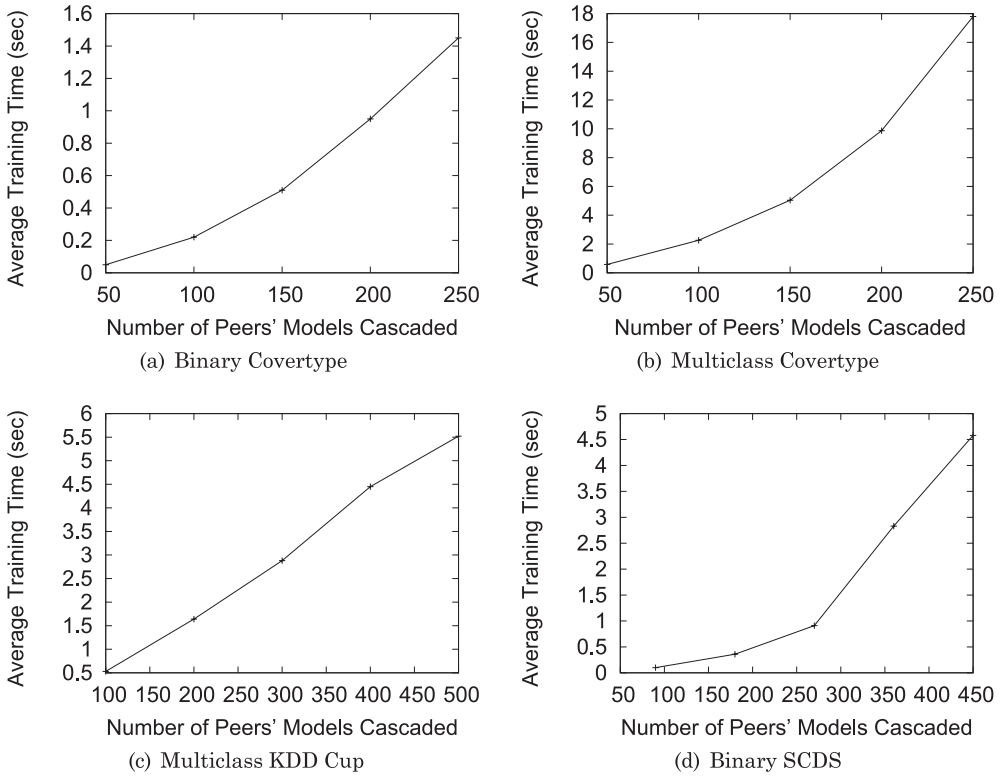 1.6
1.4
1.2
1
0.8
0.6
0.4
0.2
0
50 100 150 200 250
Average Training Time (sec)
Number of Peers' Models Cascaded
(a) Binary Covertype
18
16
14
12
10
8
6
4
2
0
50 100 150 200 250
Average Training Time (sec)
Number of Peers' Models Cascaded
(b) Multiclass Covertype
6
5.5
5
4.5
4
3.5
3
2.5
2
1.5
1
0.5
100 150 200 250 300 350 400 450 500
Average Training Time (sec)
Number of Peers' Models Cascaded
(c) Multiclass KDD Cup
5
4.5
4
3.5
3
2.5
2
1.5
1
0.5
0
50 100 150 200 250 300 350 400 450
Average Training Time (sec)
Number of Peers' Models Cascaded
(d) Binary SCDS